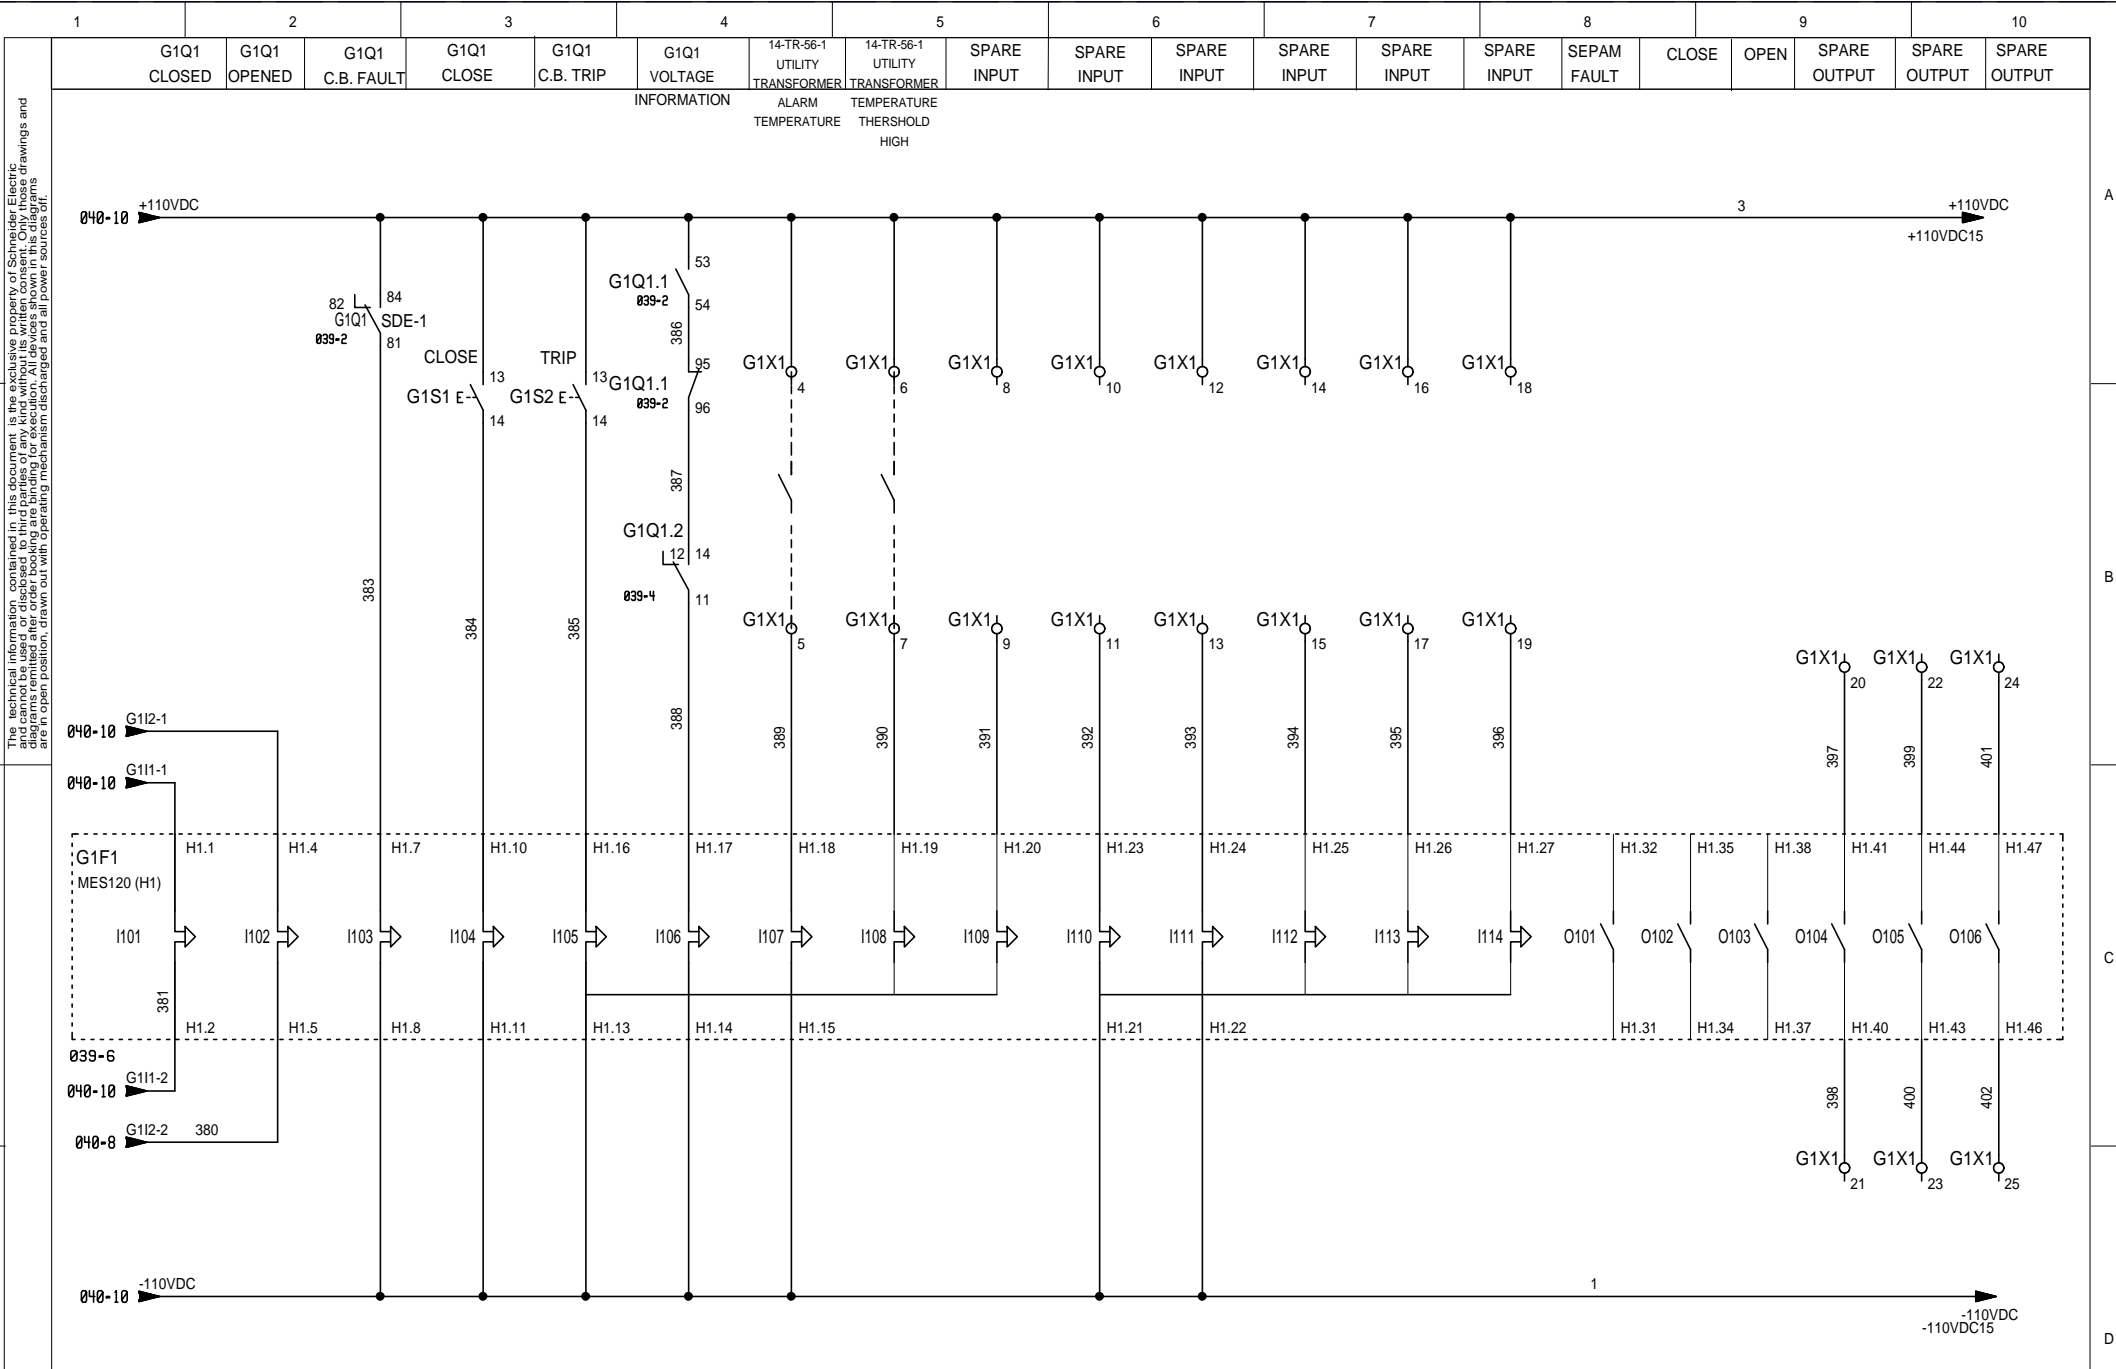 1 2 3 4 5 6 7 8 9 10
G1Q1 G1Q1 G1Q1 G1Q1 G1Q1 G1Q1 14-TR-56-1 14-TR-56-1 SPARE SPARE SPARE SPARE SPARE SPARE SEPAM CLOSE OPEN SPARE SPARE SPARE
CLOSED OPENED C.B. FAULT CLOSE C.B. TRIP VOLTAGE UTILITY UTILITY INPUT INPUT INPUT INPUT INPUT INPUT FAULT OUTPUT OUTPUT OUTPUT
TRANSFORMER TRANSFORMER
INFORMATION ALARM TEMPERATURE
TEMPERATURE THERSHOLD
HIGH
The technical information contained in this document is the exclusive property of Schneider Electric
and cannot be used or disclosed to third parties of any kind without its written consent. Only those drawings and
diagrams remitted after order booking are binding for execution. All devices shown in this diagrams
are in open position, drawn out with operating mechanism discharged and all power sources off.
A
040-10 +110VDC 3 +110VDC
+110VDC15
53
G1Q1.1
039-2 54
82 84
G1Q1 SDE-1
039-2 81
386
CLOSE TRIP 95
G1X1 G1X1 G1X1 G1X1 G1X1 G1X1 G1X1 G1X1
13 13 G1Q1.1 4 6 8 10 12 14 16 18
G1S1 E G1S2 E 039-2 96
14 14
387
G1Q1.2
12 14
B
383 039-4 11
384 385
G1X1 G1X1 G1X1 G1X1 G1X1 G1X1 G1X1 G1X1
5 7 9 11 13 15 17 19
G1X1 G1X1 G1X1
20 22 24
388 389 390 391 392 393 394 395 396 397 399 401
040-10 G1I2-1
040-10 G1I1-1
G1F1 H1.1 H1.4 H1.7 H1.10 H1.16 H1.17 H1.18 H1.19 H1.20 H1.23 H1.24 H1.25 H1.26 H1.27 H1.32 H1.35 H1.38 H1.41 H1.44 H1.47
MES120 (H1)
I101 I102 I103 I104 I105 I106 I107 I108 I109 I110 I111 I112 I113 I114 O101 O102 O103 O104 O105 O106
C
381
H1.2 H1.5 H1.8 H1.11 H1.13 H1.14 H1.15 H1.21 H1.22 H1.31 H1.34 H1.37 H1.40 H1.43 H1.46
039-6
040-10 G1I1-2
398 400 402
040-8 G1I2-2 380
G1X1 G1X1 G1X1
21 23 25
040-10 -110VDC 1 -110VDC
-110VDC15
D